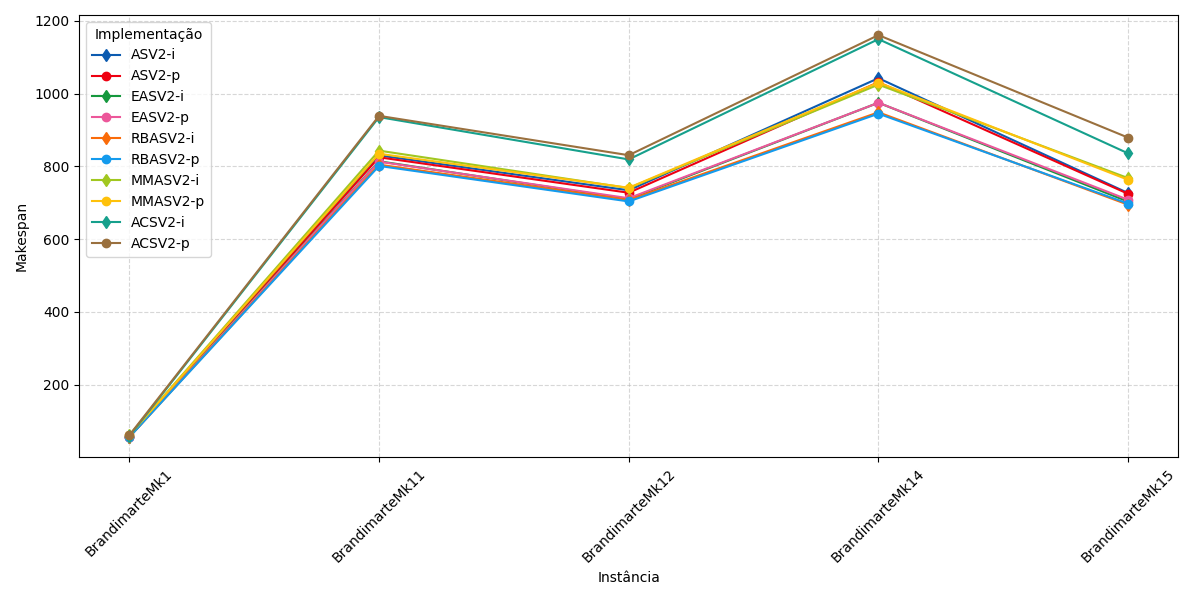 1200
1000
800
600
400
200
Makespan
Implementação
ASV2-i
ASV2-p
EASV2-i
EASV2-p
RBASV2-i
RBASV2-p
MMASV2-i
MMASV2-p
ACSV2-i
ACSV2-p
BrandimarteMk1
BrandimarteMk11
BrandimarteMk12
BrandimarteMk14
BrandimarteMk15
Instância